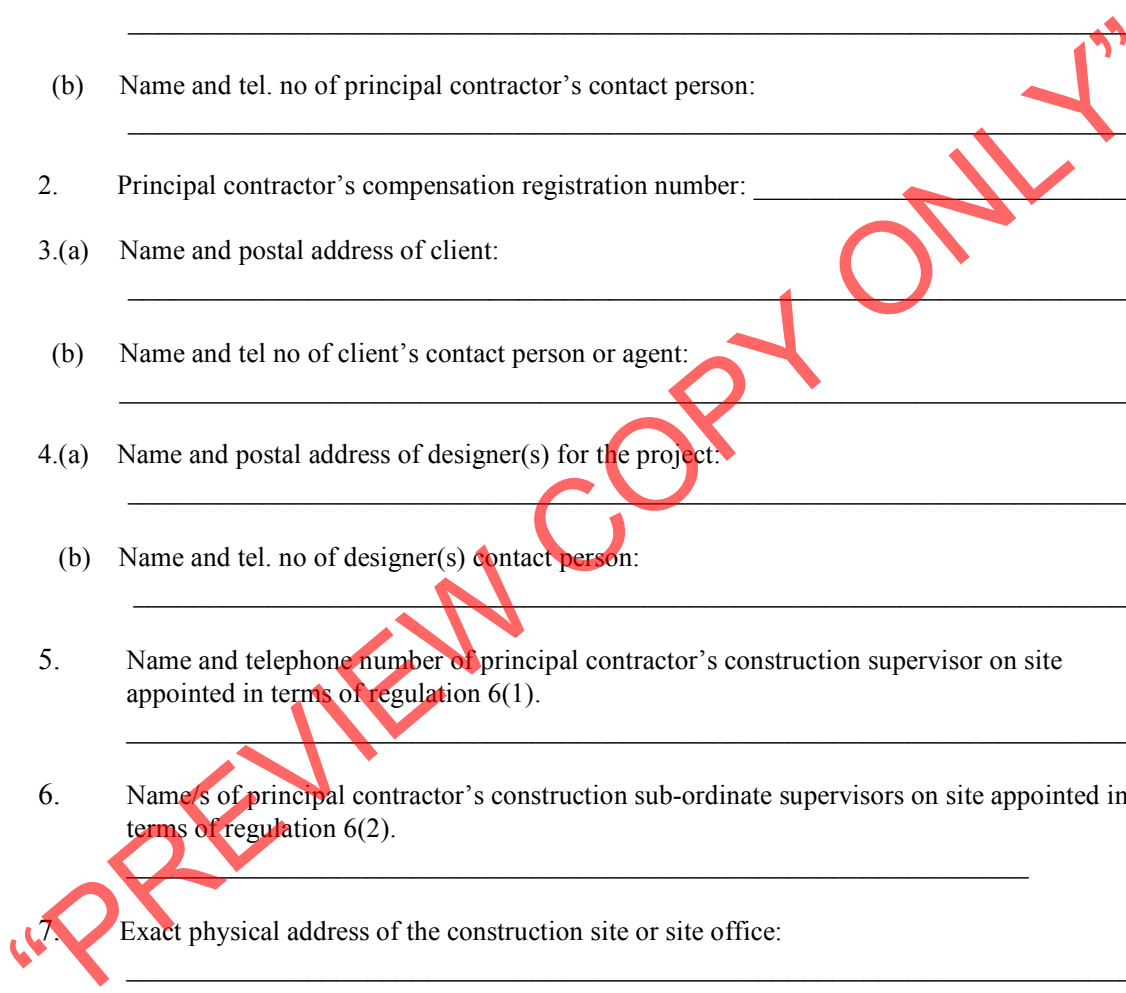 (b) Name and tel. no of principal contractor’s contact person:
2. Principal contractor’s compensation registration number: ____________________________
3.(a) Name and postal address of client:
(b) Name and tel no of client’s contact person or agent:
4.(a) Name and postal address of designer(s) for the project:
(b) Name and tel. no of designer(s) contact person:
5. Name and telephone number of principal contractor’s construction supervisor on site
appointed in terms of regulation 6(1).
6. Name/s of principal contractor’s construction sub-ordinate supervisors on site appointed in
terms of regulation 6(2).
7. Exact physical address of the construction site or site office:
“PREVIEW COPY ONLY”